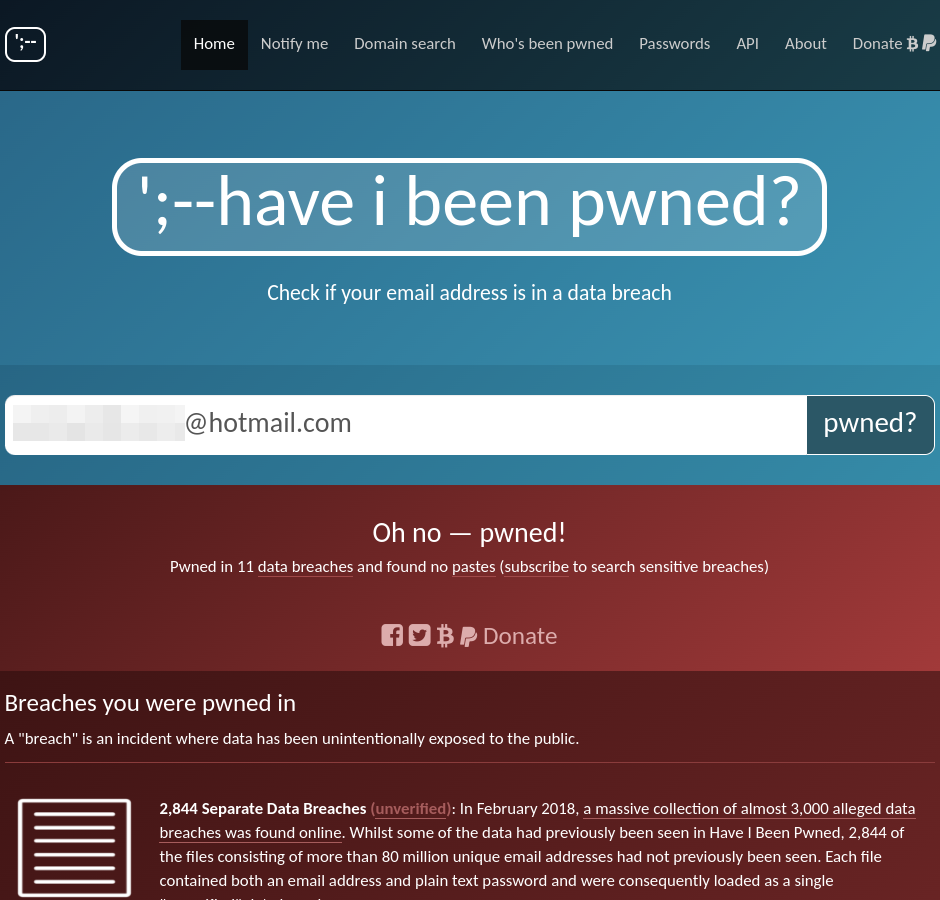 ';--
Home Notify me Domain search Who's been pwned Passwords API About Donate
';--have i been pwned?
Check if your email address is in a data breach
@hotmail.com pwned?
Oh no — pwned!
Pwned in 11 data breaches and found no pastes (subscribe to search sensitive breaches)
Donate
Breaches you were pwned in
A "breach" is an incident where data has been unintentionally exposed to the public.
2,844 Separate Data Breaches (unverified): In February 2018, a massive collection of almost 3,000 alleged data
breaches was found online. Whilst some of the data had previously been seen in Have I Been Pwned, 2,844 of
the files consisting of more than 80 million unique email addresses had not previously been seen. Each file
contained both an email address and plain text password and were consequently loaded as a single